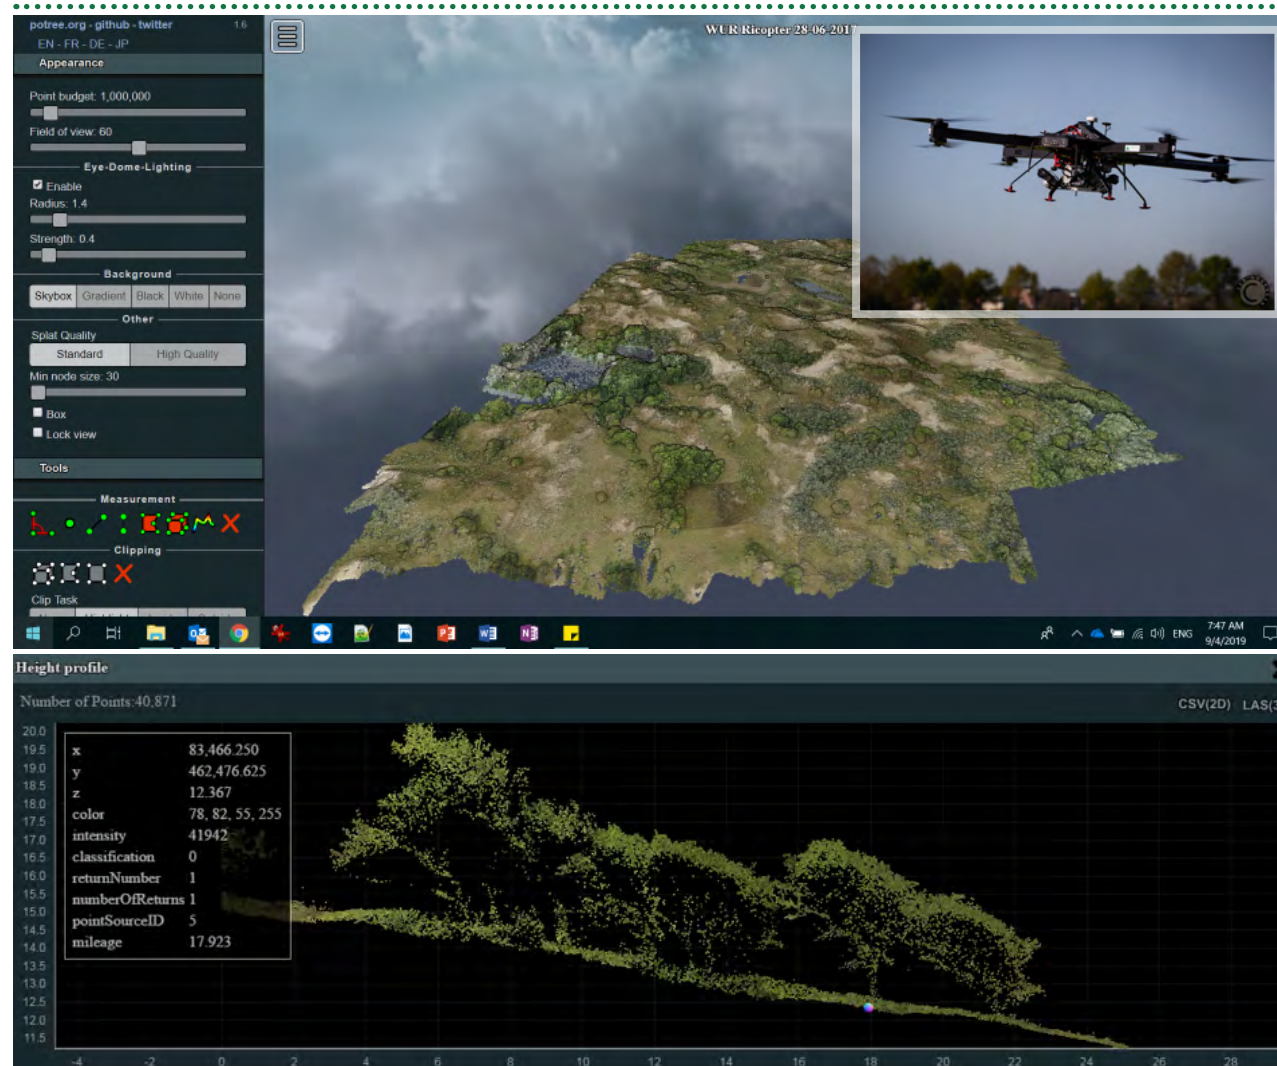 potree.org - github - twitter 1.6
EN - FR - DE - JP
Appearance
Point budget: 1,000,000
Field of view: 60
Eye-Dome-Lighting
Enable
Radius: 1.4
Strength: 0.4
Background
Skybox Gradient Black White None
Other
Splat Quality
Standard High Quality
Min node size: 30
Box
Lock view
Tools
Measurement
Clipping
Clip Task
WUR Ricopter 28-06-2017
ENG
7:47 AM
9/4/2019
Height profile
Number of Points:40,871
CSV(2D) LAS(3
x 83,466.250
y 462,476.625
z 12.367
color 78, 82, 55, 255
intensity 41942
classification 0
returnNumber 1
numberOfReturns 1
pointSourceID 5
mileage 17.923
20.0
19.5
19.0
18.5
18.0
17.5
17.0
16.5
16.0
15.5
15.0
14.5
14.0
13.5
13.0
12.5
12.0
11.5
-4 -2 0 2 4 6 8 10 12 14 16 18 20 22 24 26 28